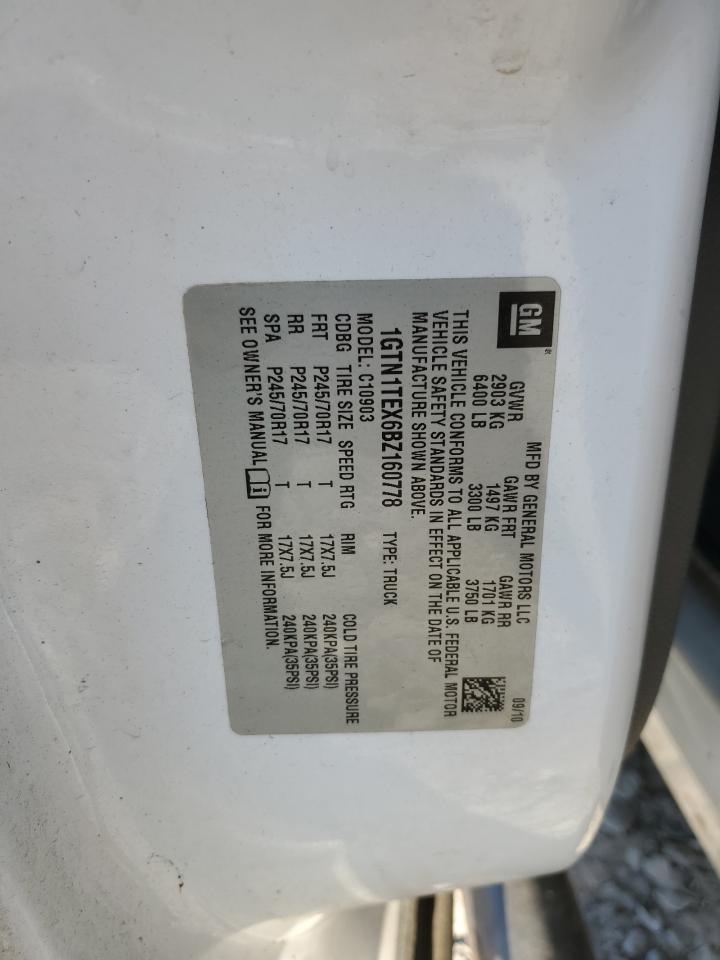 GM ®
MFD BY GENERAL MOTORS LLC 09/10
GVWR GAWR FRT GAWR RR
2903 KG 1497 KG 1701 KG
6400 LB 3300 LB 3750 LB
THIS VEHICLE CONFORMS TO ALL APPLICABLE U.S. FEDERAL MOTOR
VEHICLE SAFETY STANDARDS IN EFFECT ON THE DATE OF
MANUFACTURE SHOWN ABOVE.
1GTN1TEX6BZ160778 TYPE: TRUCK
MODEL: C10903
CDBG TIRE SIZE SPEED RTG RIM COLD TIRE PRESSURE
FRT P245/70R17 T 17X7.5J 240KPA(35PSI)
RR P245/70R17 T 17X7.5J 240KPA(35PSI)
SPA P245/70R17 T 17X7.5J 240KPA(35PSI)
SEE OWNER'S MANUAL FOR MORE INFORMATION.